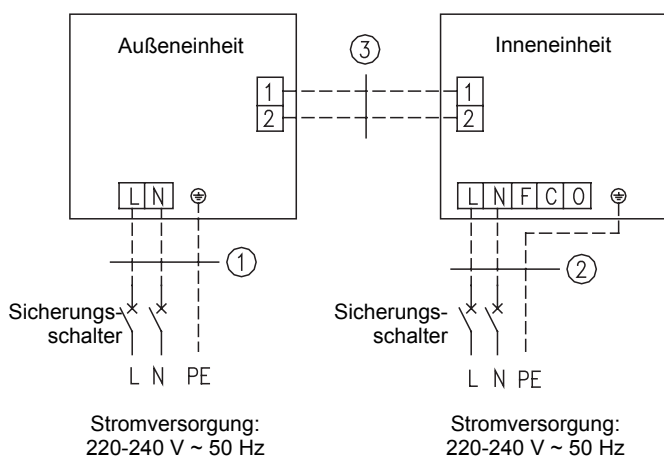 Außeneinheit
Inneneinheit
3
1
2
1
2
L N
L N F C O
1
2
Sicherungs-
schalter
Sicherungs-
schalter
L N PE
L N PE
Stromversorgung:
220-240 V ~ 50 Hz
Stromversorgung:
220-240 V ~ 50 Hz